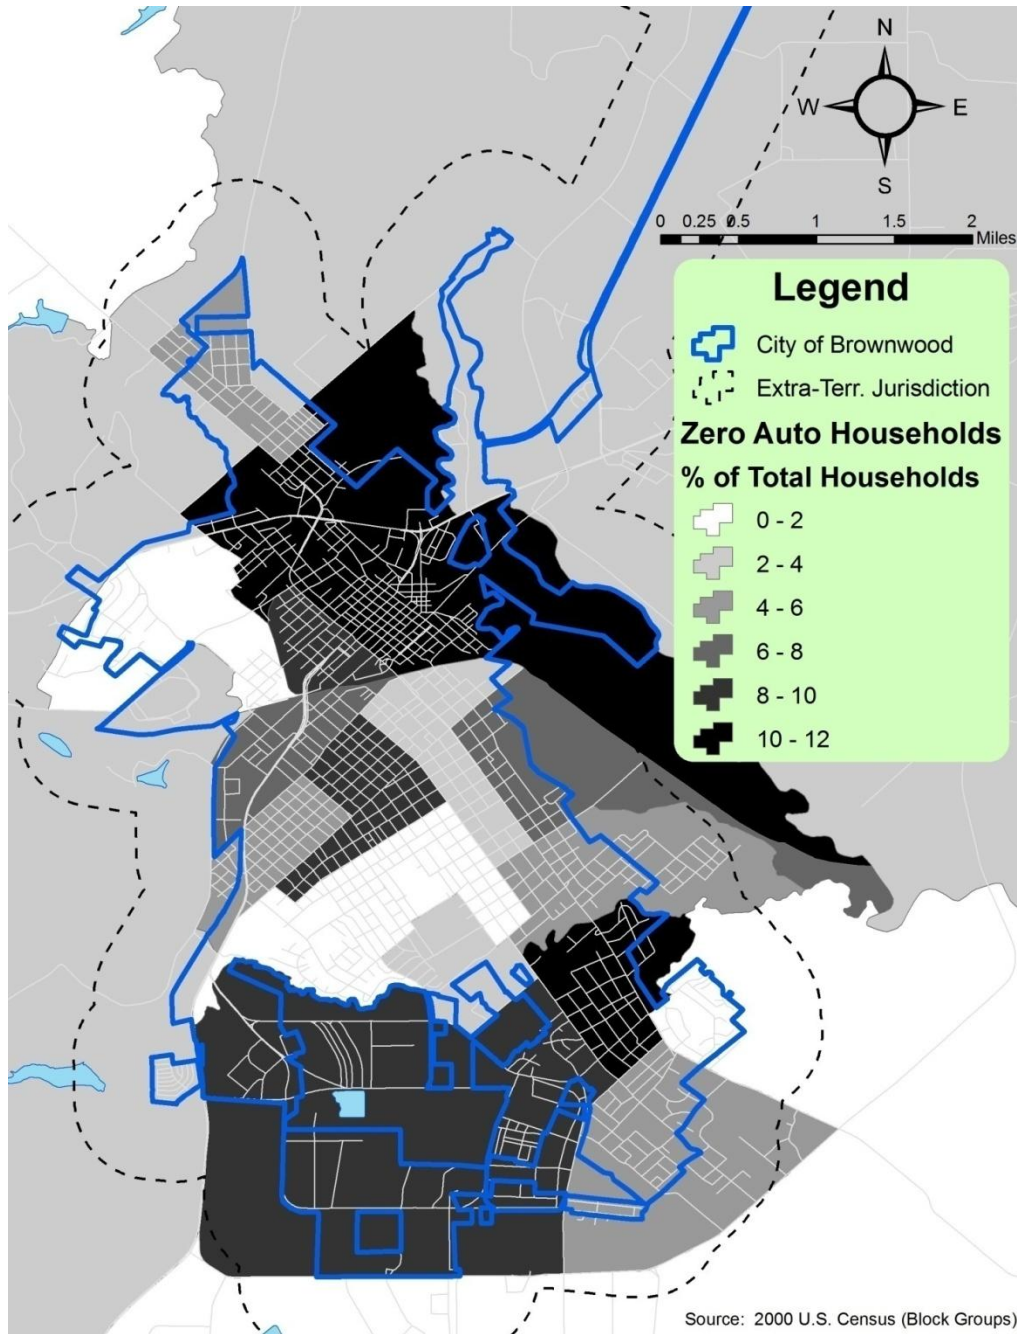 N
W E
S
0 0.25 0.5 1 1.5 2
Miles
Legend
City of Brownwood
Extra-Terr. Jurisdiction
Zero Auto Households
% of Total Households
0 - 2
2 - 4
4 - 6
6 - 8
8 - 10
10 - 12
Source: 2000 U.S. Census (Block Groups)